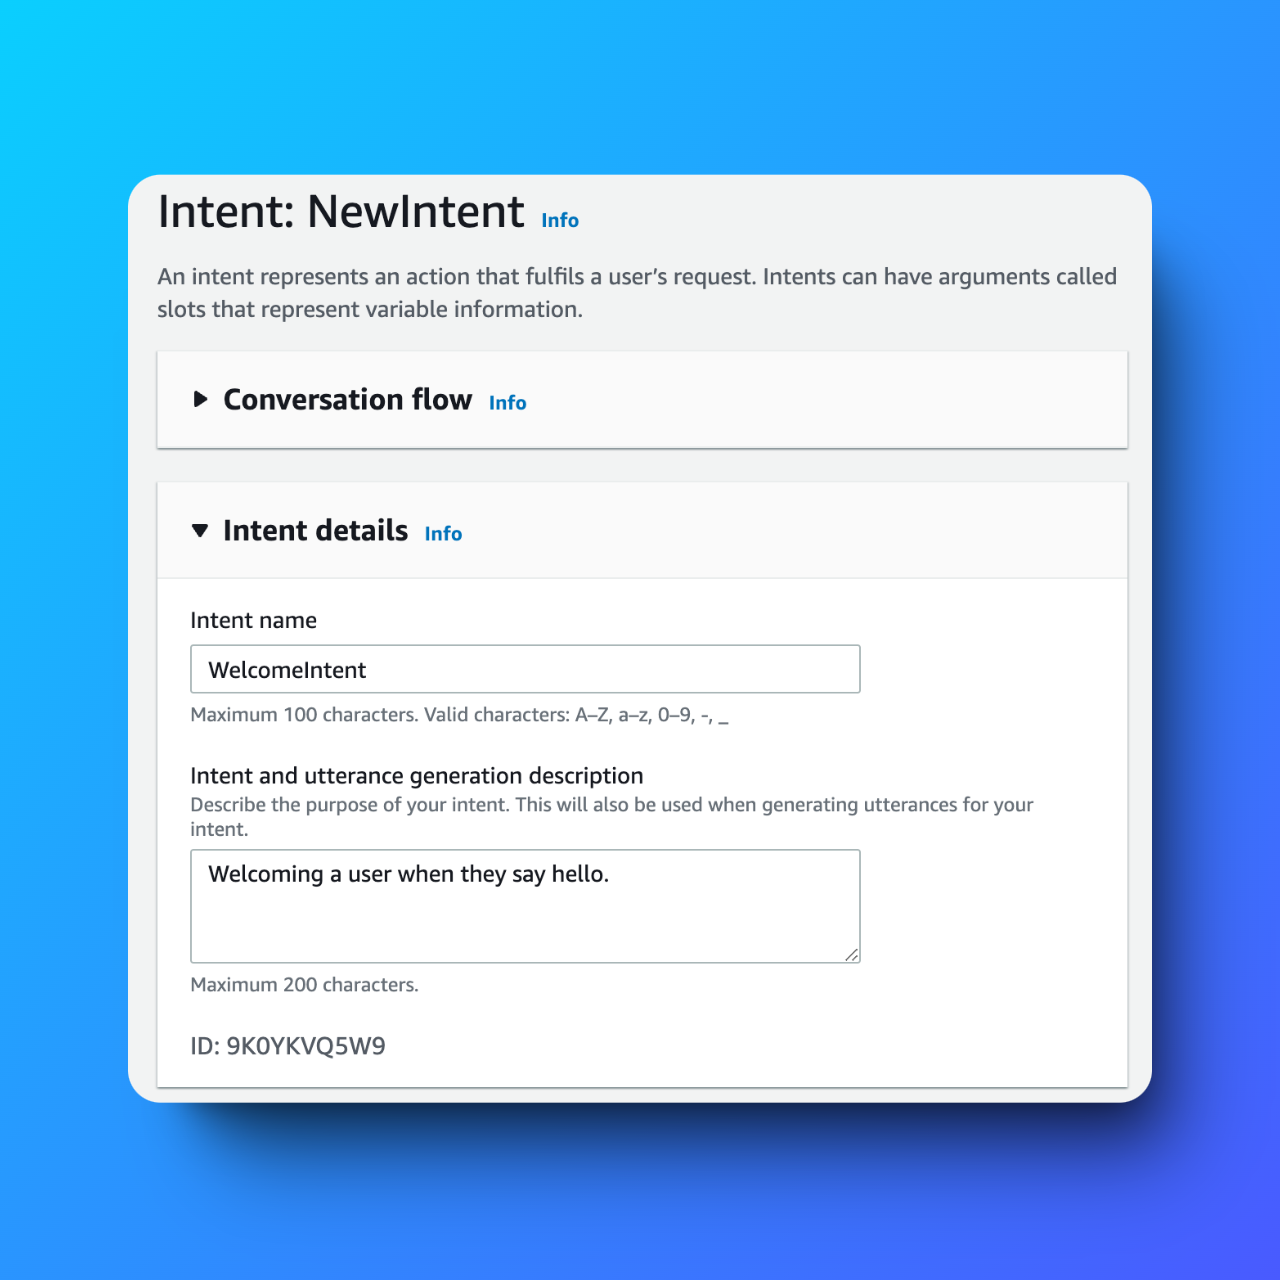 Intent: NewIntent Info
An intent represents an action that fulfils a user’s request. Intents can have arguments called
slots that represent variable information.
Conversation flow Info
Intent details Info
Intent name
WelcomeIntent
Maximum 100 characters. Valid characters: A–Z, a–z, 0–9, -, _
Intent and utterance generation description
Describe the purpose of your intent. This will also be used when generating utterances for your
intent.
Welcoming a user when they say hello.
Maximum 200 characters.
ID: 9K0YKVQ5W9